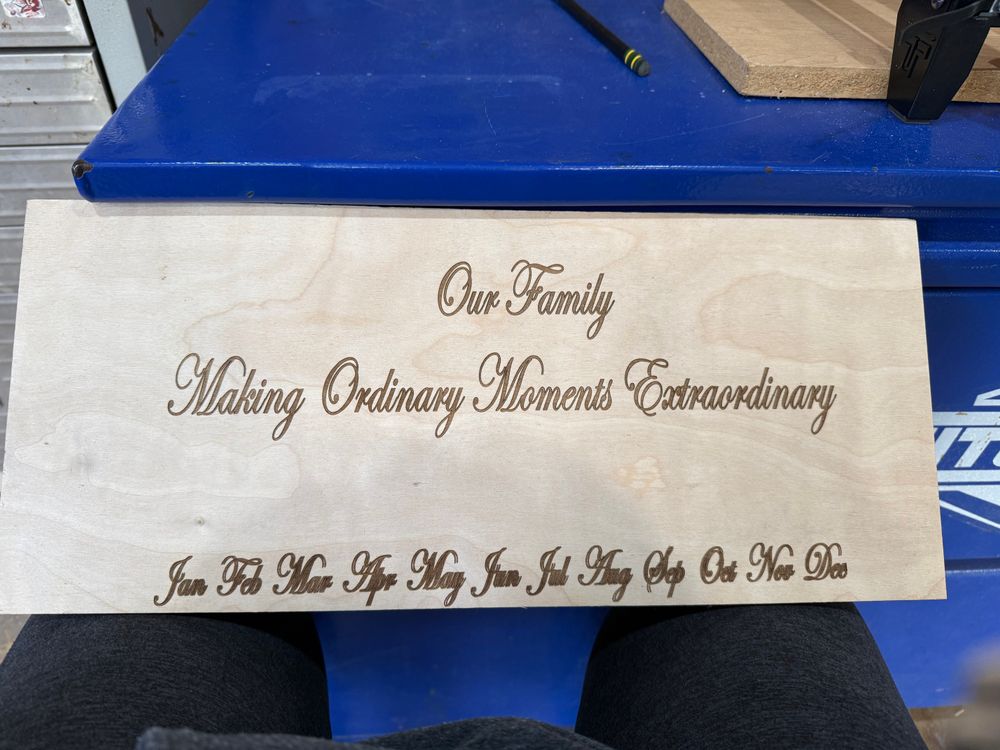 Our Family
Making Ordinary Moments Extraordinary
Jan Feb Mar Apr May Jun Jul Aug Sep Oct Nov Dec